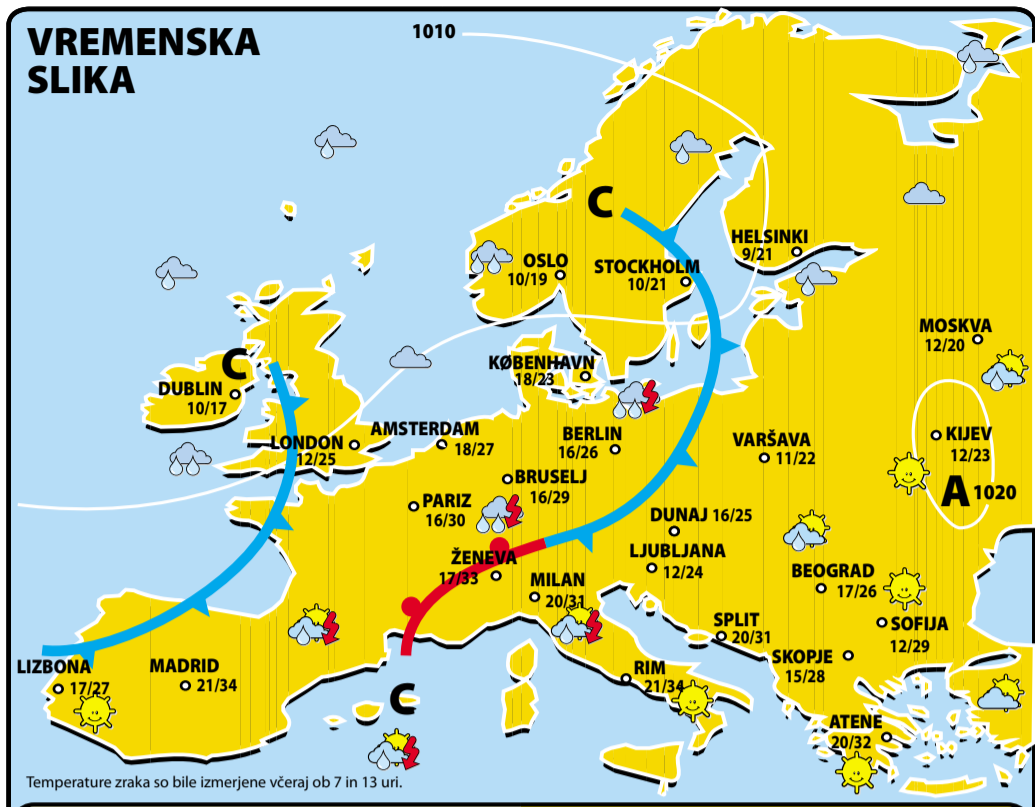 VREMENSKA
SLIKA
1010
C
HELSINKI
9/21
OSLO
10/19
STOCKHOLM
10/21
MOSKVA
12/20
C
KØBENHAVN
18/23
DUBLIN
10/17
AMSTERDAM
18/27
LONDON
12/25
BERLIN
16/26
VARŠAVA
11/22
KIJEV
12/23
BRUSELJ
16/29
A 1020
PARIZ
16/30
DUNAJ 16/25
LJUBLJANA
12/24
ŽENEVA
17/33
MILAN
20/31
BEOGRAD
17/26
SPLIT
20/31
SOFIJA
12/29
LIZBONA
17/27
MADRID
21/34
RIM
21/34
SKOPJE
15/28
C
ATENE
20/32
Temperature zraka so bile izmerjene včeraj ob 7 in 13 uri.